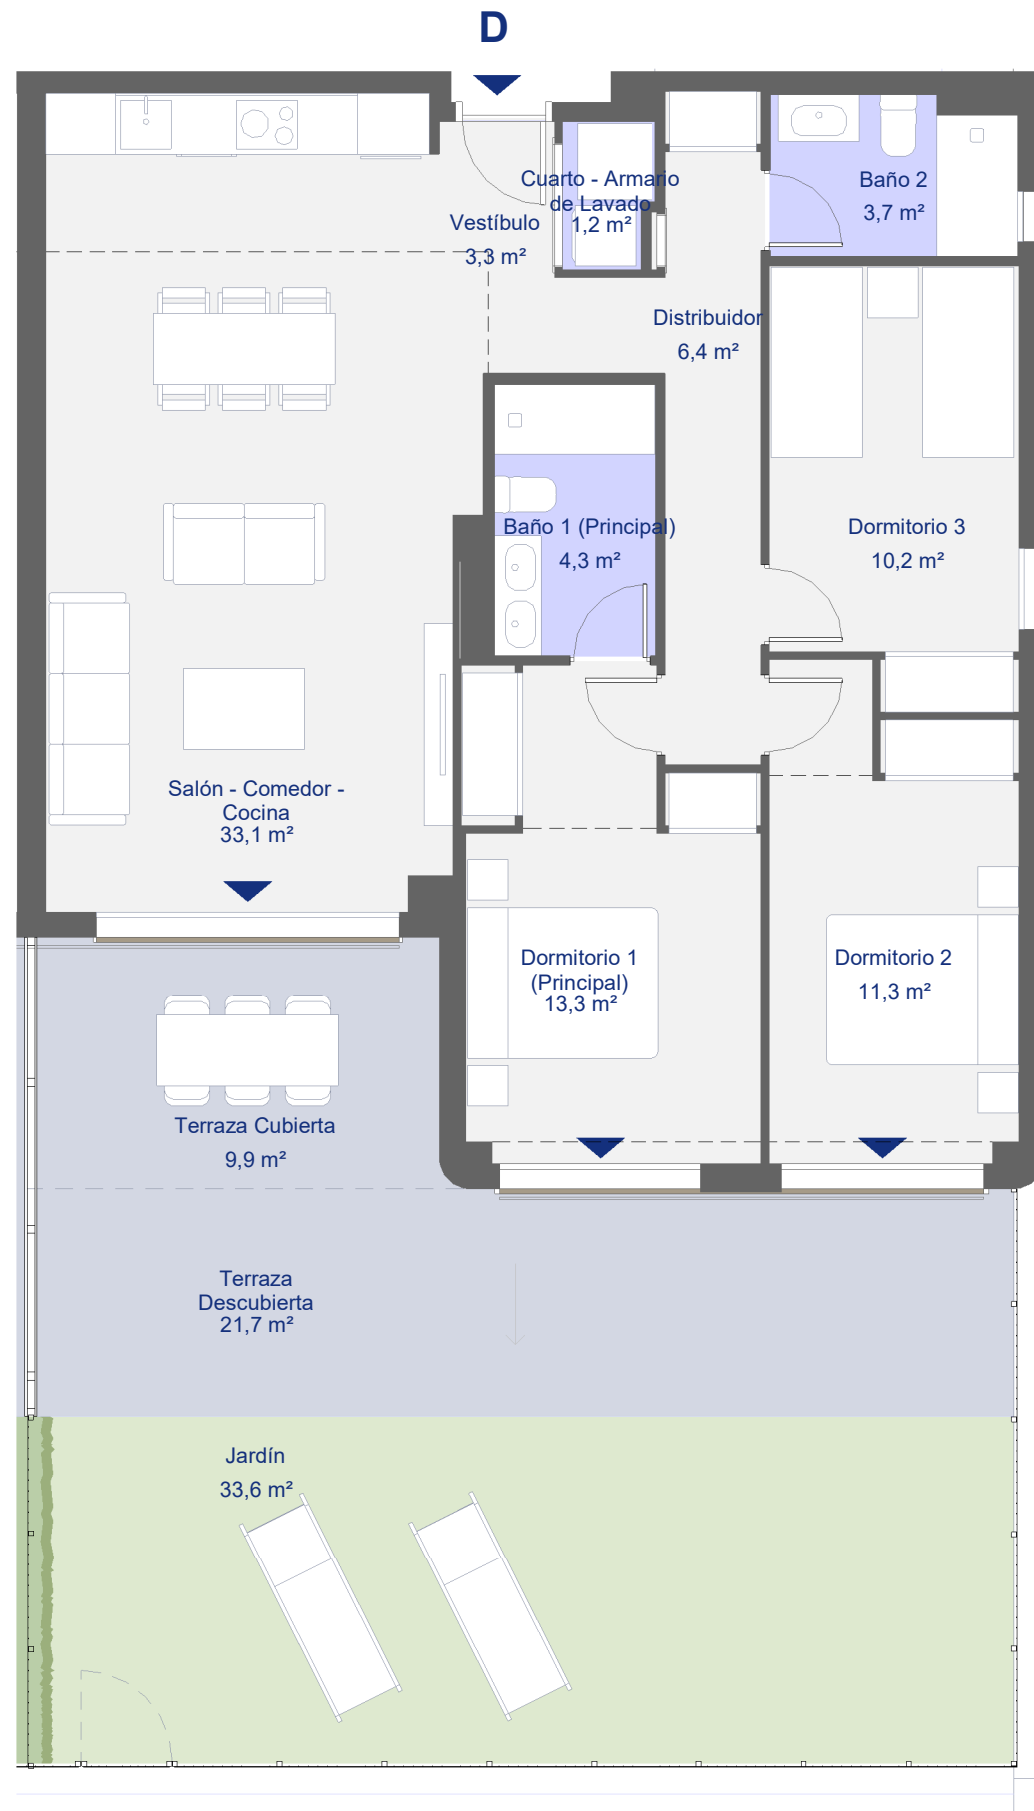 D
Cuarto - Armario
de Lavado
1,2 m²
Baño 2
3,7 m²
Vestíbulo
3,3 m²
Distribuidor
6,4 m²
Baño 1 (Principal)
4,3 m²
Dormitorio 3
10,2 m²
Salón - Comedor -
Cocina
33,1 m²
Dormitorio 1
(Principal)
13,3 m²
Dormitorio 2
11,3 m²
Terraza Cubierta
9,9 m²
Terraza
Descubierta
21,7 m²
Jardín
33,6 m²